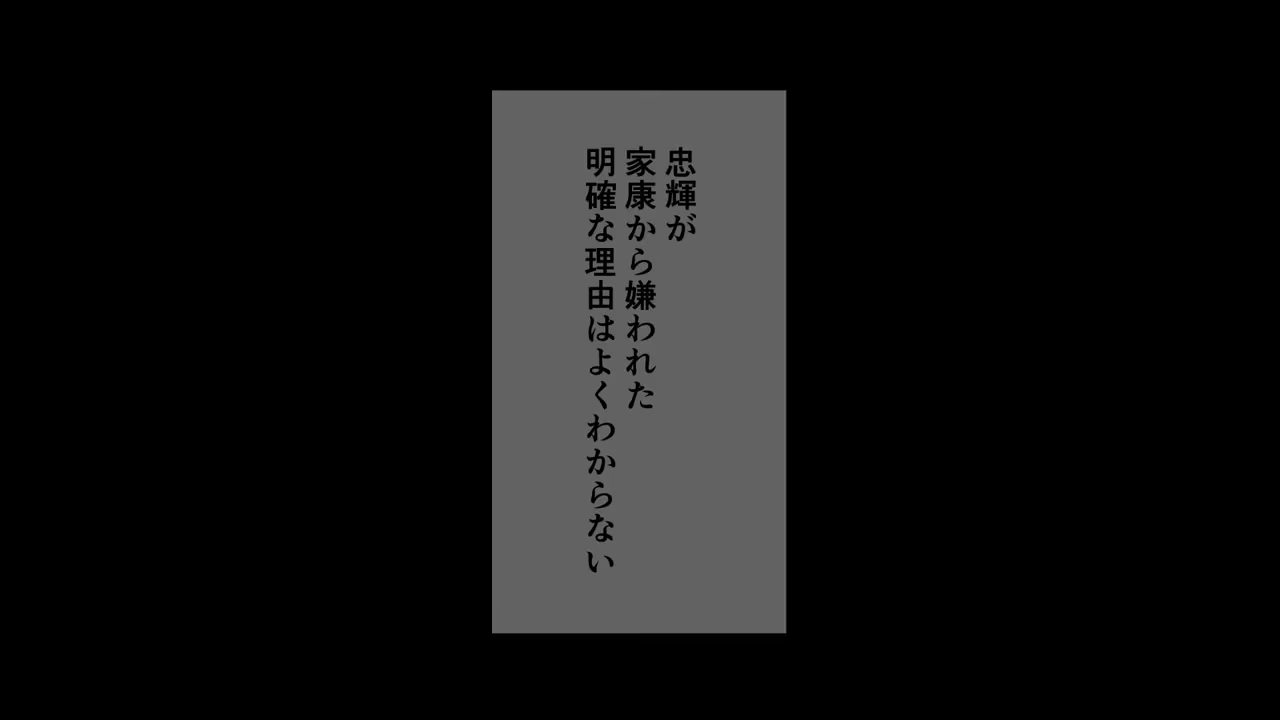 忠輝が
家康から嫌われた
明確な理由はよくわからない